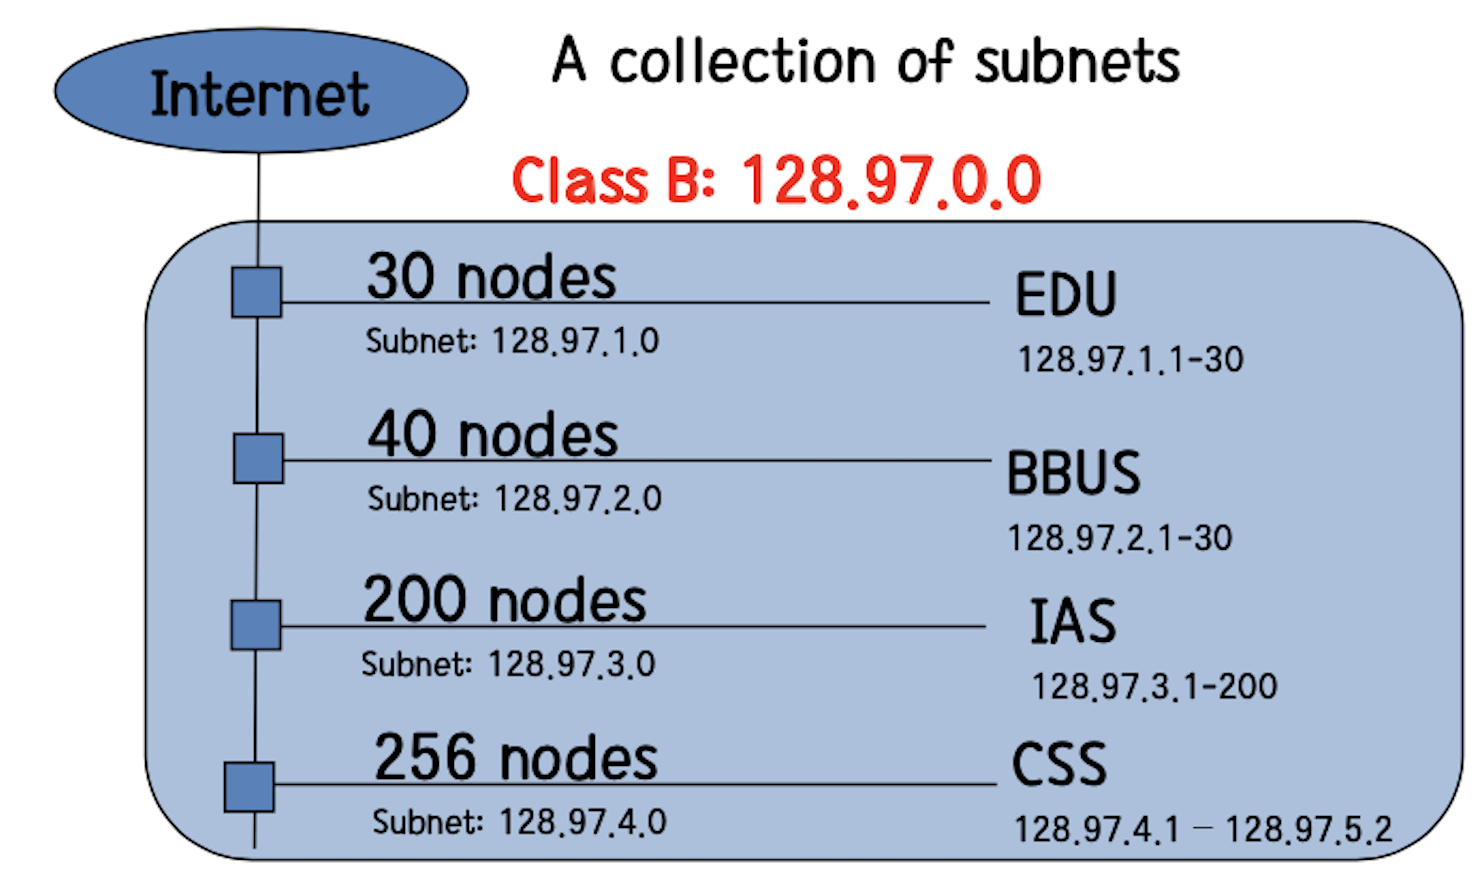 Internet
A collection of subnets
Class B: 128.97.0.0
30 nodes
Subnet: 128.97.1.0
EDU
128.97.1.1-30
40 nodes
Subnet: 128.97.2.0
BBUS
128.97.2.1-30
200 nodes
Subnet: 128.97.3.0
IAS
128.97.3.1-200
256 nodes
Subnet: 128.97.4.0
CSS
128.97.4.1 – 128.97.5.2